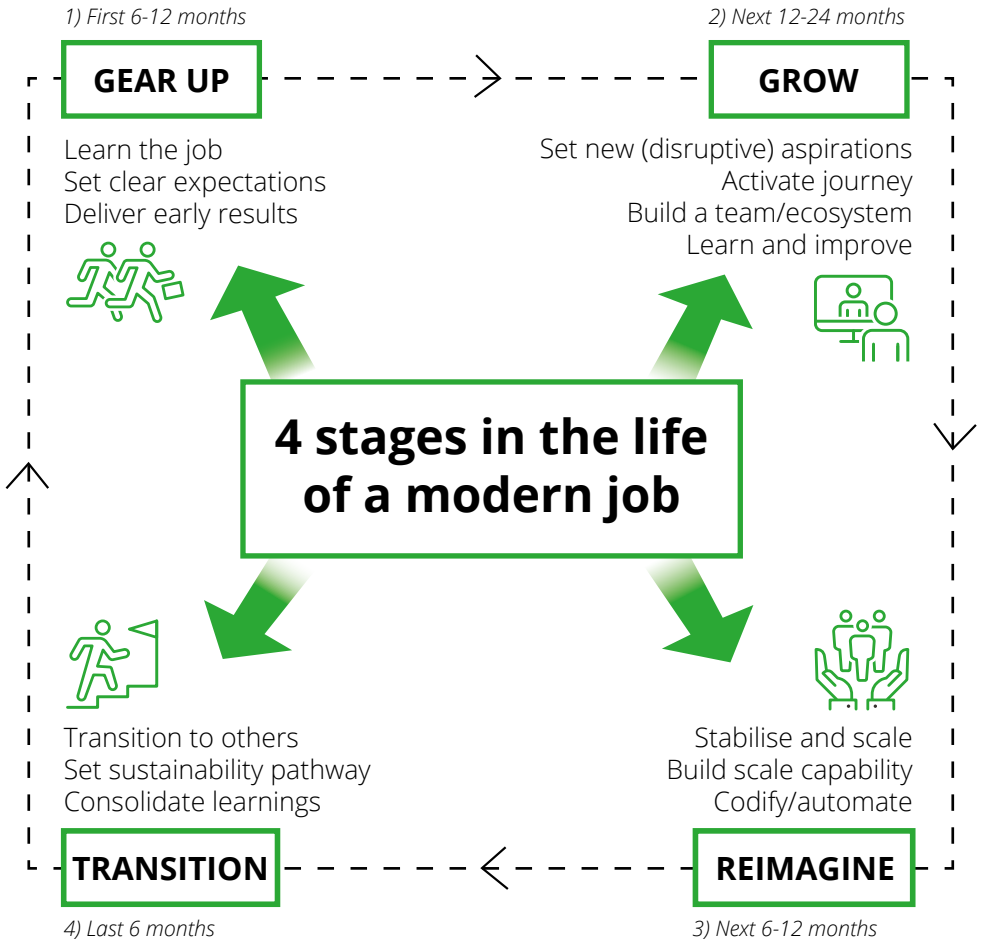 1) First 6-12 months
GEAR UP
Learn the job
Set clear expectations
Deliver early results
2) Next 12-24 months
GROW
Set new (disruptive) aspirations
Activate journey
Build a team/ecosystem
Learn and improve
4 stages in the life
of a modern job
Stabilise and scale
Build scale capability
Codify/automate
REIMAGINE
3) Next 6-12 months
Transition to others
Set sustainability pathway
Consolidate learnings
TRANSITION
4) Last 6 months